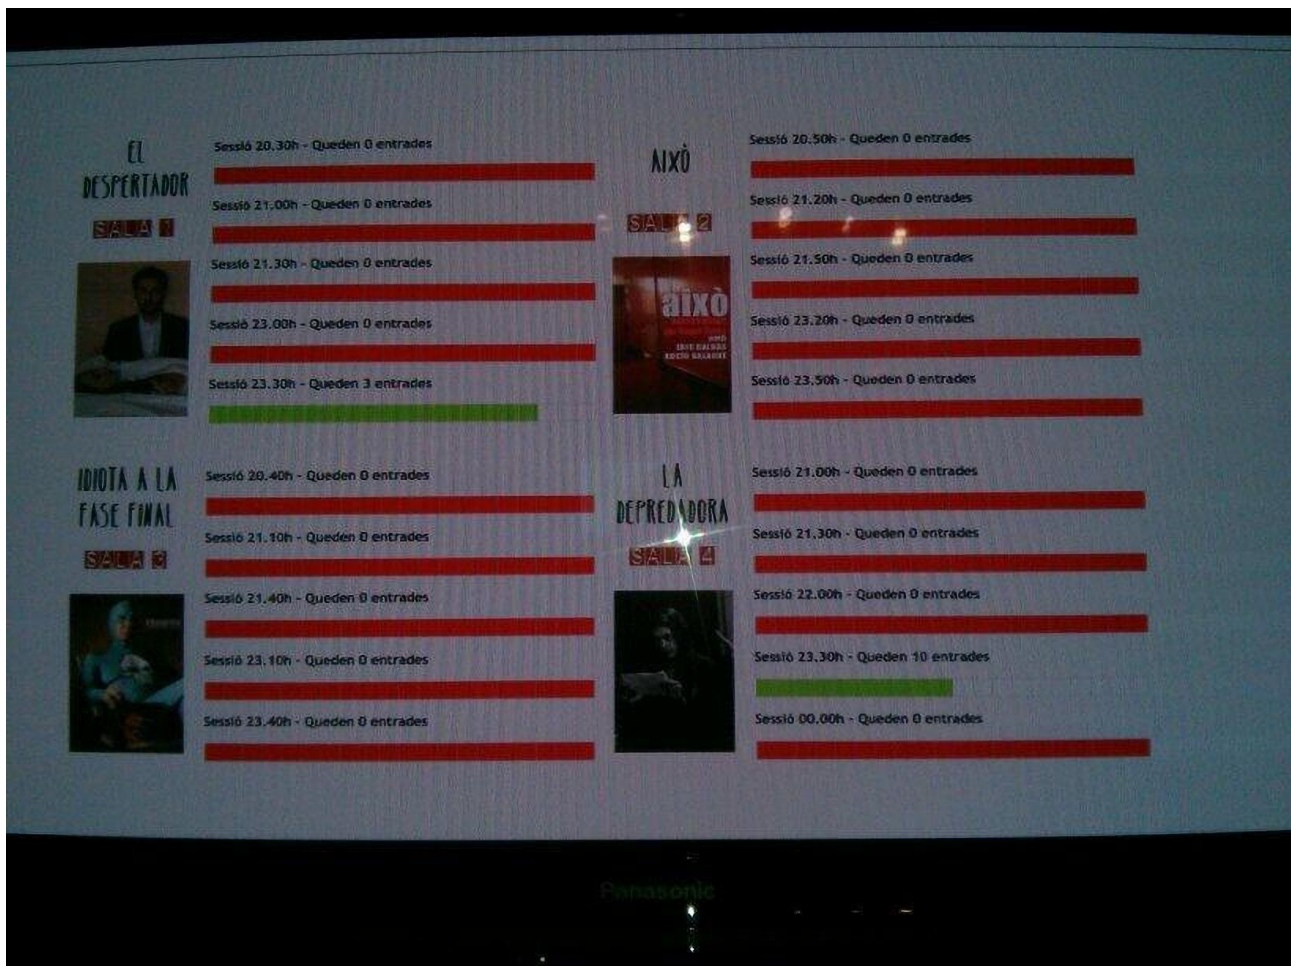 EL
DESPERTADOR
SALA 1
Sessió 20.30h - Queden 0 entrades
Sessió 21.00h - Queden 0 entrades
Sessió 21.30h - Queden 0 entrades
Sessió 23.00h - Queden 0 entrades
Sessió 23.30h - Queden 3 entrades
AIXÒ
SALA 2
això
AMB
Sessió 20.50h - Queden 0 entrades
Sessió 21.20h - Queden 0 entrades
Sessió 21.50h - Queden 0 entrades
Sessió 23.20h - Queden 0 entrades
Sessió 23.50h - Queden 0 entrades
IDIOTA A LA
FASE FINAL
SALA 3
Sessió 20.40h - Queden 0 entrades
Sessió 21.10h - Queden 0 entrades
Sessió 21.40h - Queden 0 entrades
Sessió 23.10h - Queden 0 entrades
Sessió 23.40h - Queden 0 entrades
LA
DEPREDADORA
SALA 4
Sessió 21.00h - Queden 0 entrades
Sessió 21.30h - Queden 0 entrades
Sessió 22.00h - Queden 0 entrades
Sessió 23.30h - Queden 10 entrades
Sessió 00.00h - Queden 0 entrades
Panasonic